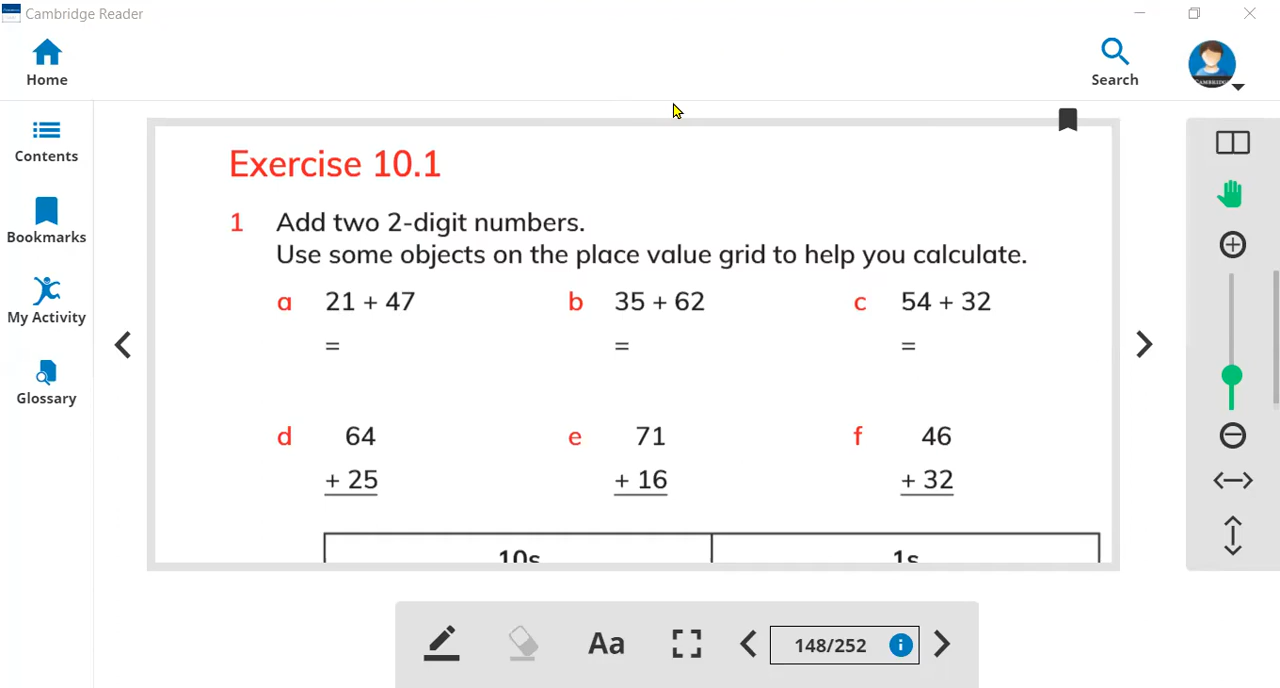 Cambridge Reader
Home
Search
Contents
Bookmarks
My Activity
Glossary
Exercise 10.1
1 Add two 2-digit numbers.
Use some objects on the place value grid to help you calculate.
a 21 + 47 b 35 + 62 c 54 + 32
= = =
d 64 e 71 f 46
+ 25 + 16 + 32
10s 1s
Aa 148/252 i